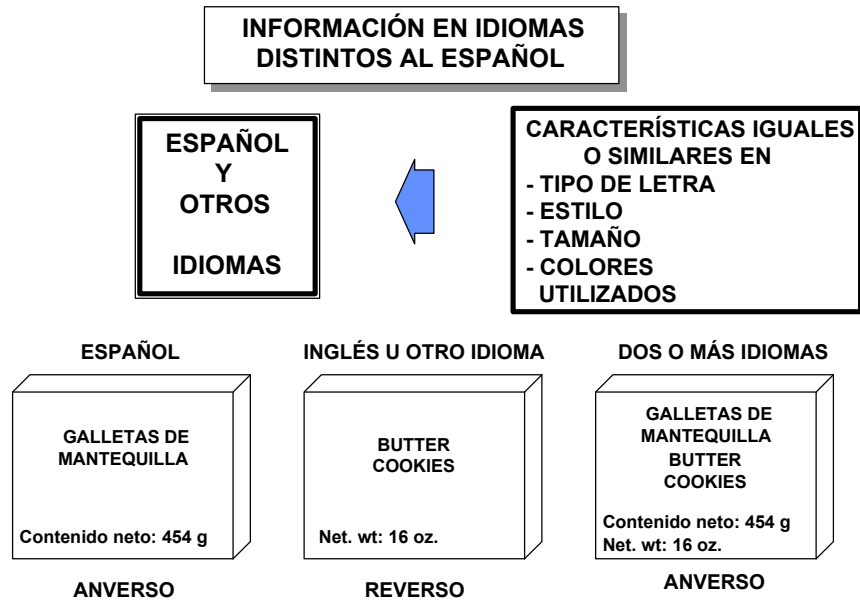 INFORMACIÓN EN IDIOMAS
DISTINTOS AL ESPAÑOL
ESPAÑOL
Y
OTROS
IDIOMAS
CARACTERÍSTICAS IGUALES
O SIMILARES EN
- TIPO DE LETRA
- ESTILO
- TAMAÑO
- COLORES
UTILIZADOS
ESPAÑOL
GALLETAS DE
MANTEQUILLA
Contenido neto: 454 g
ANVERSO
INGLÉS U OTRO IDIOMA
BUTTER
COOKIES
Net. wt: 16 oz.
REVERSO
DOS O MÁS IDIOMAS
GALLETAS DE
MANTEQUILLA
BUTTER
COOKIES
Contenido neto: 454 g
Net. wt: 16 oz.
ANVERSO